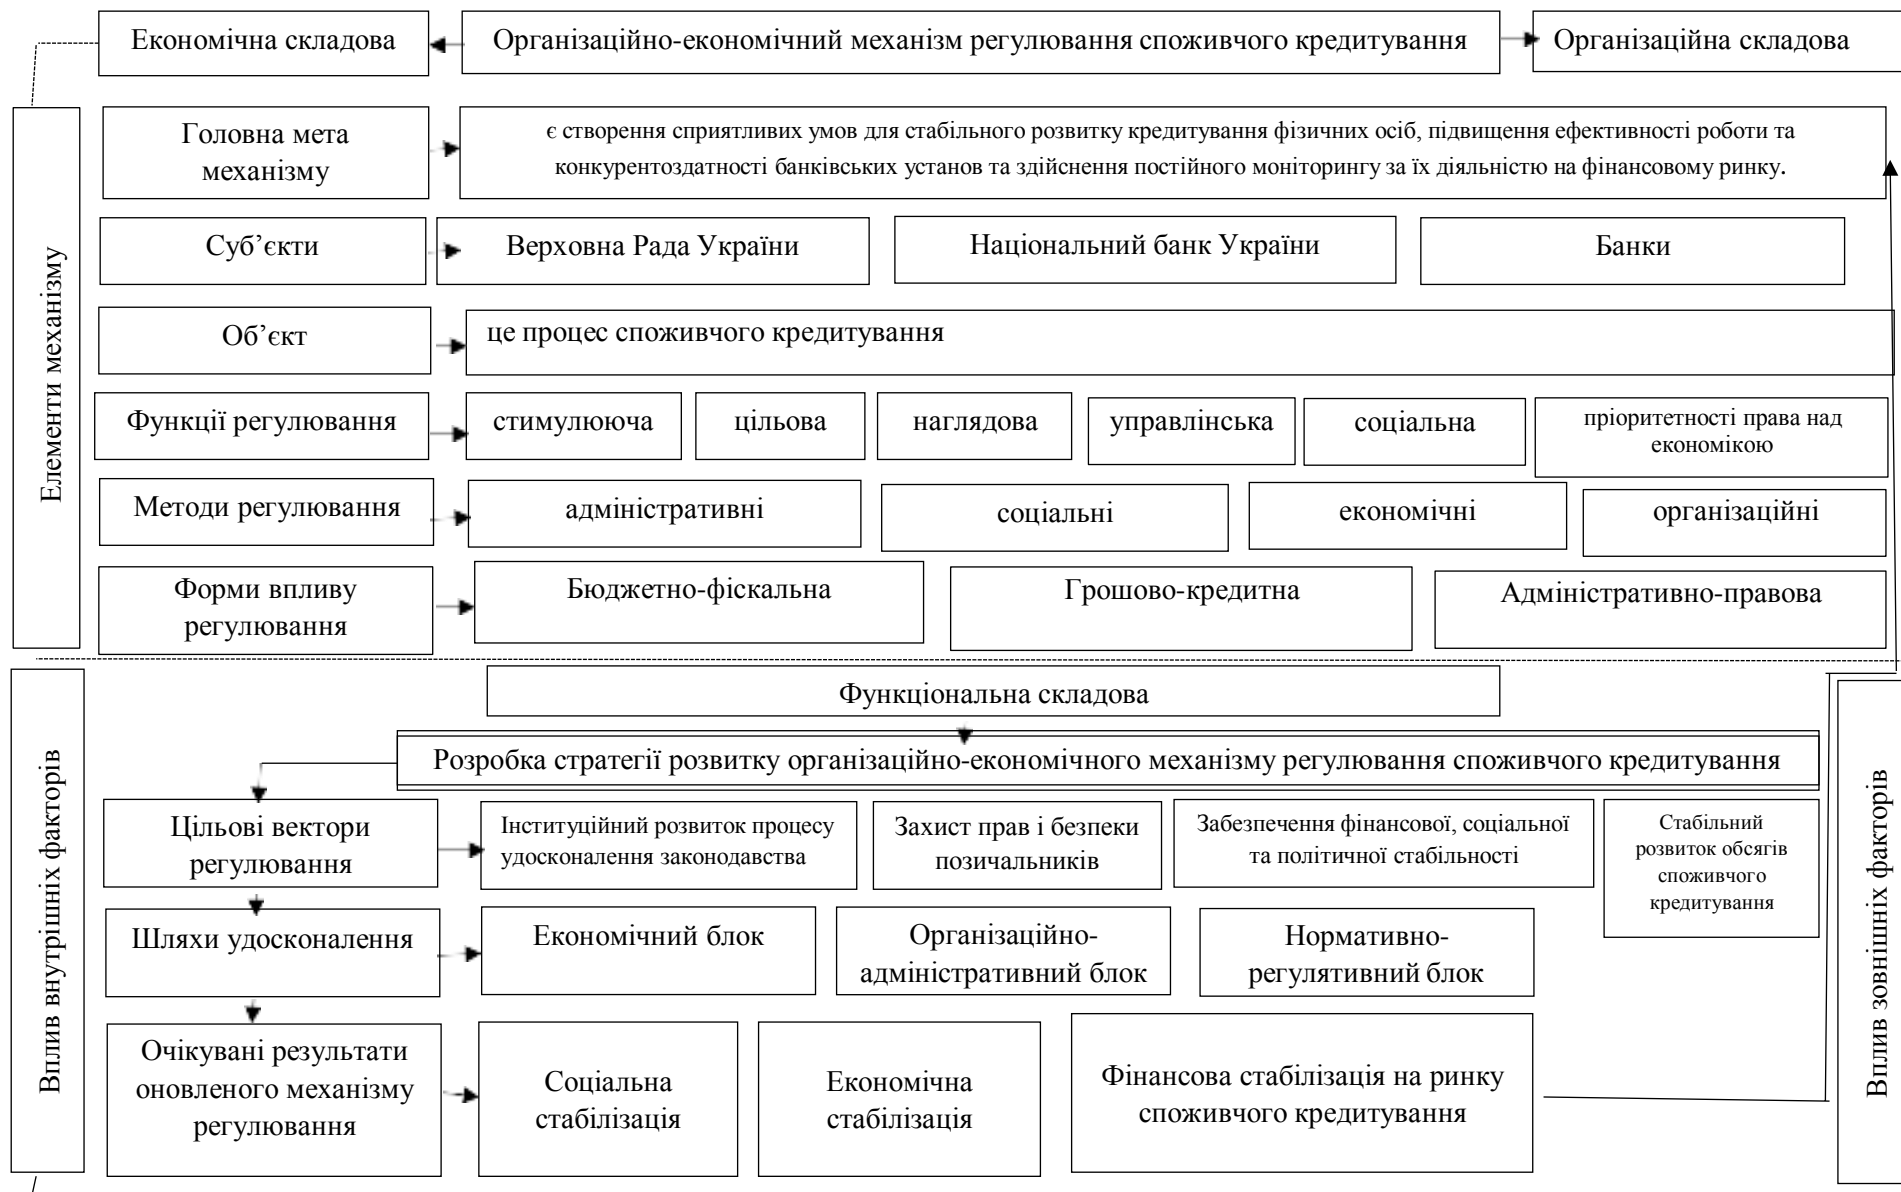 Економічна складова
Організаційно-економічний механізм регулювання споживчого кредитування
Організаційна складова
Елементи механізму
Головна мета
механізму
є створення сприятливих умов для стабільного розвитку кредитування фізичних осіб, підвищення ефективності роботи та
конкурентоздатності банківських установ та здійснення постійного моніторингу за їх діяльністю на фінансовому ринку.
Суб’єкти
Верховна Рада України
Національний банк України
Банки
Об’єкт
це процес споживчого кредитування
Функції регулювання
стимулююча
цільова
наглядова
управлінська
соціальна
пріоритетності права над
економікою
Методи регулювання
адміністративні
соціальні
економічні
організаційні
Форми впливу
регулювання
Бюджетно-фіскальна
Грошово-кредитна
Адміністративно-правова
Вплив внутрішніх факторів
Функціональна складова
Розробка стратегії розвитку організаційно-економічного механізму регулювання споживчого кредитування
Цільові вектори
регулювання
Інституційний розвиток процесу
удосконалення законодавства
Захист прав і безпеки
позичальників
Забезпечення фінансової, соціальної
та політичної стабільності
Стабільний
розвиток обсягів
споживчого
кредитування
Шляхи удосконалення
Економічний блок
Організаційно-
адміністративний блок
Нормативно-
регулятивний блок
Очікувані результати
оновленого механізму
регулювання
Соціальна
стабілізація
Економічна
стабілізація
Фінансова стабілізація на ринку
споживчого кредитування
Вплив зовнішніх факторів